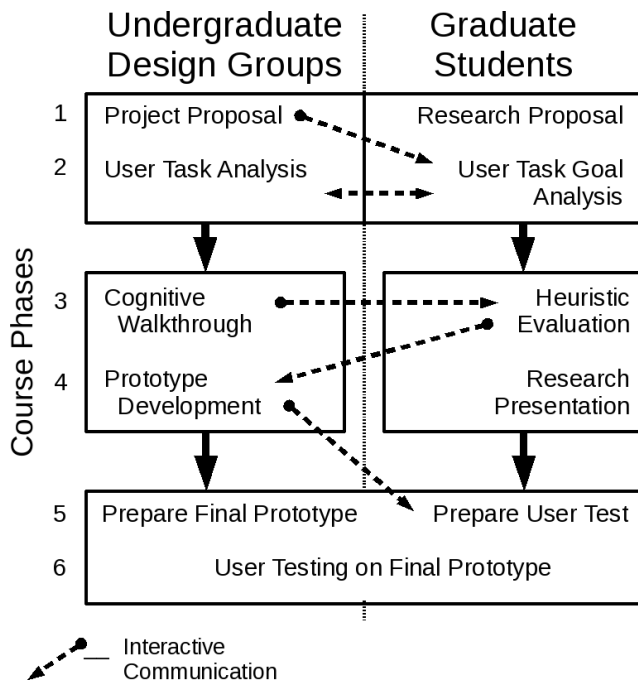 Undergraduate Design Groups
Graduate Students
Course Phases
1
Project Proposal
Research Proposal
2
User Task Analysis
User Task Goal
Analysis
3
Cognitive
Walkthrough
Heuristic
Evaluation
4
Prototype
Development
Research
Presentation
5
Prepare Final Prototype
Prepare User Test
6
User Testing on Final Prototype
Interactive
Communication